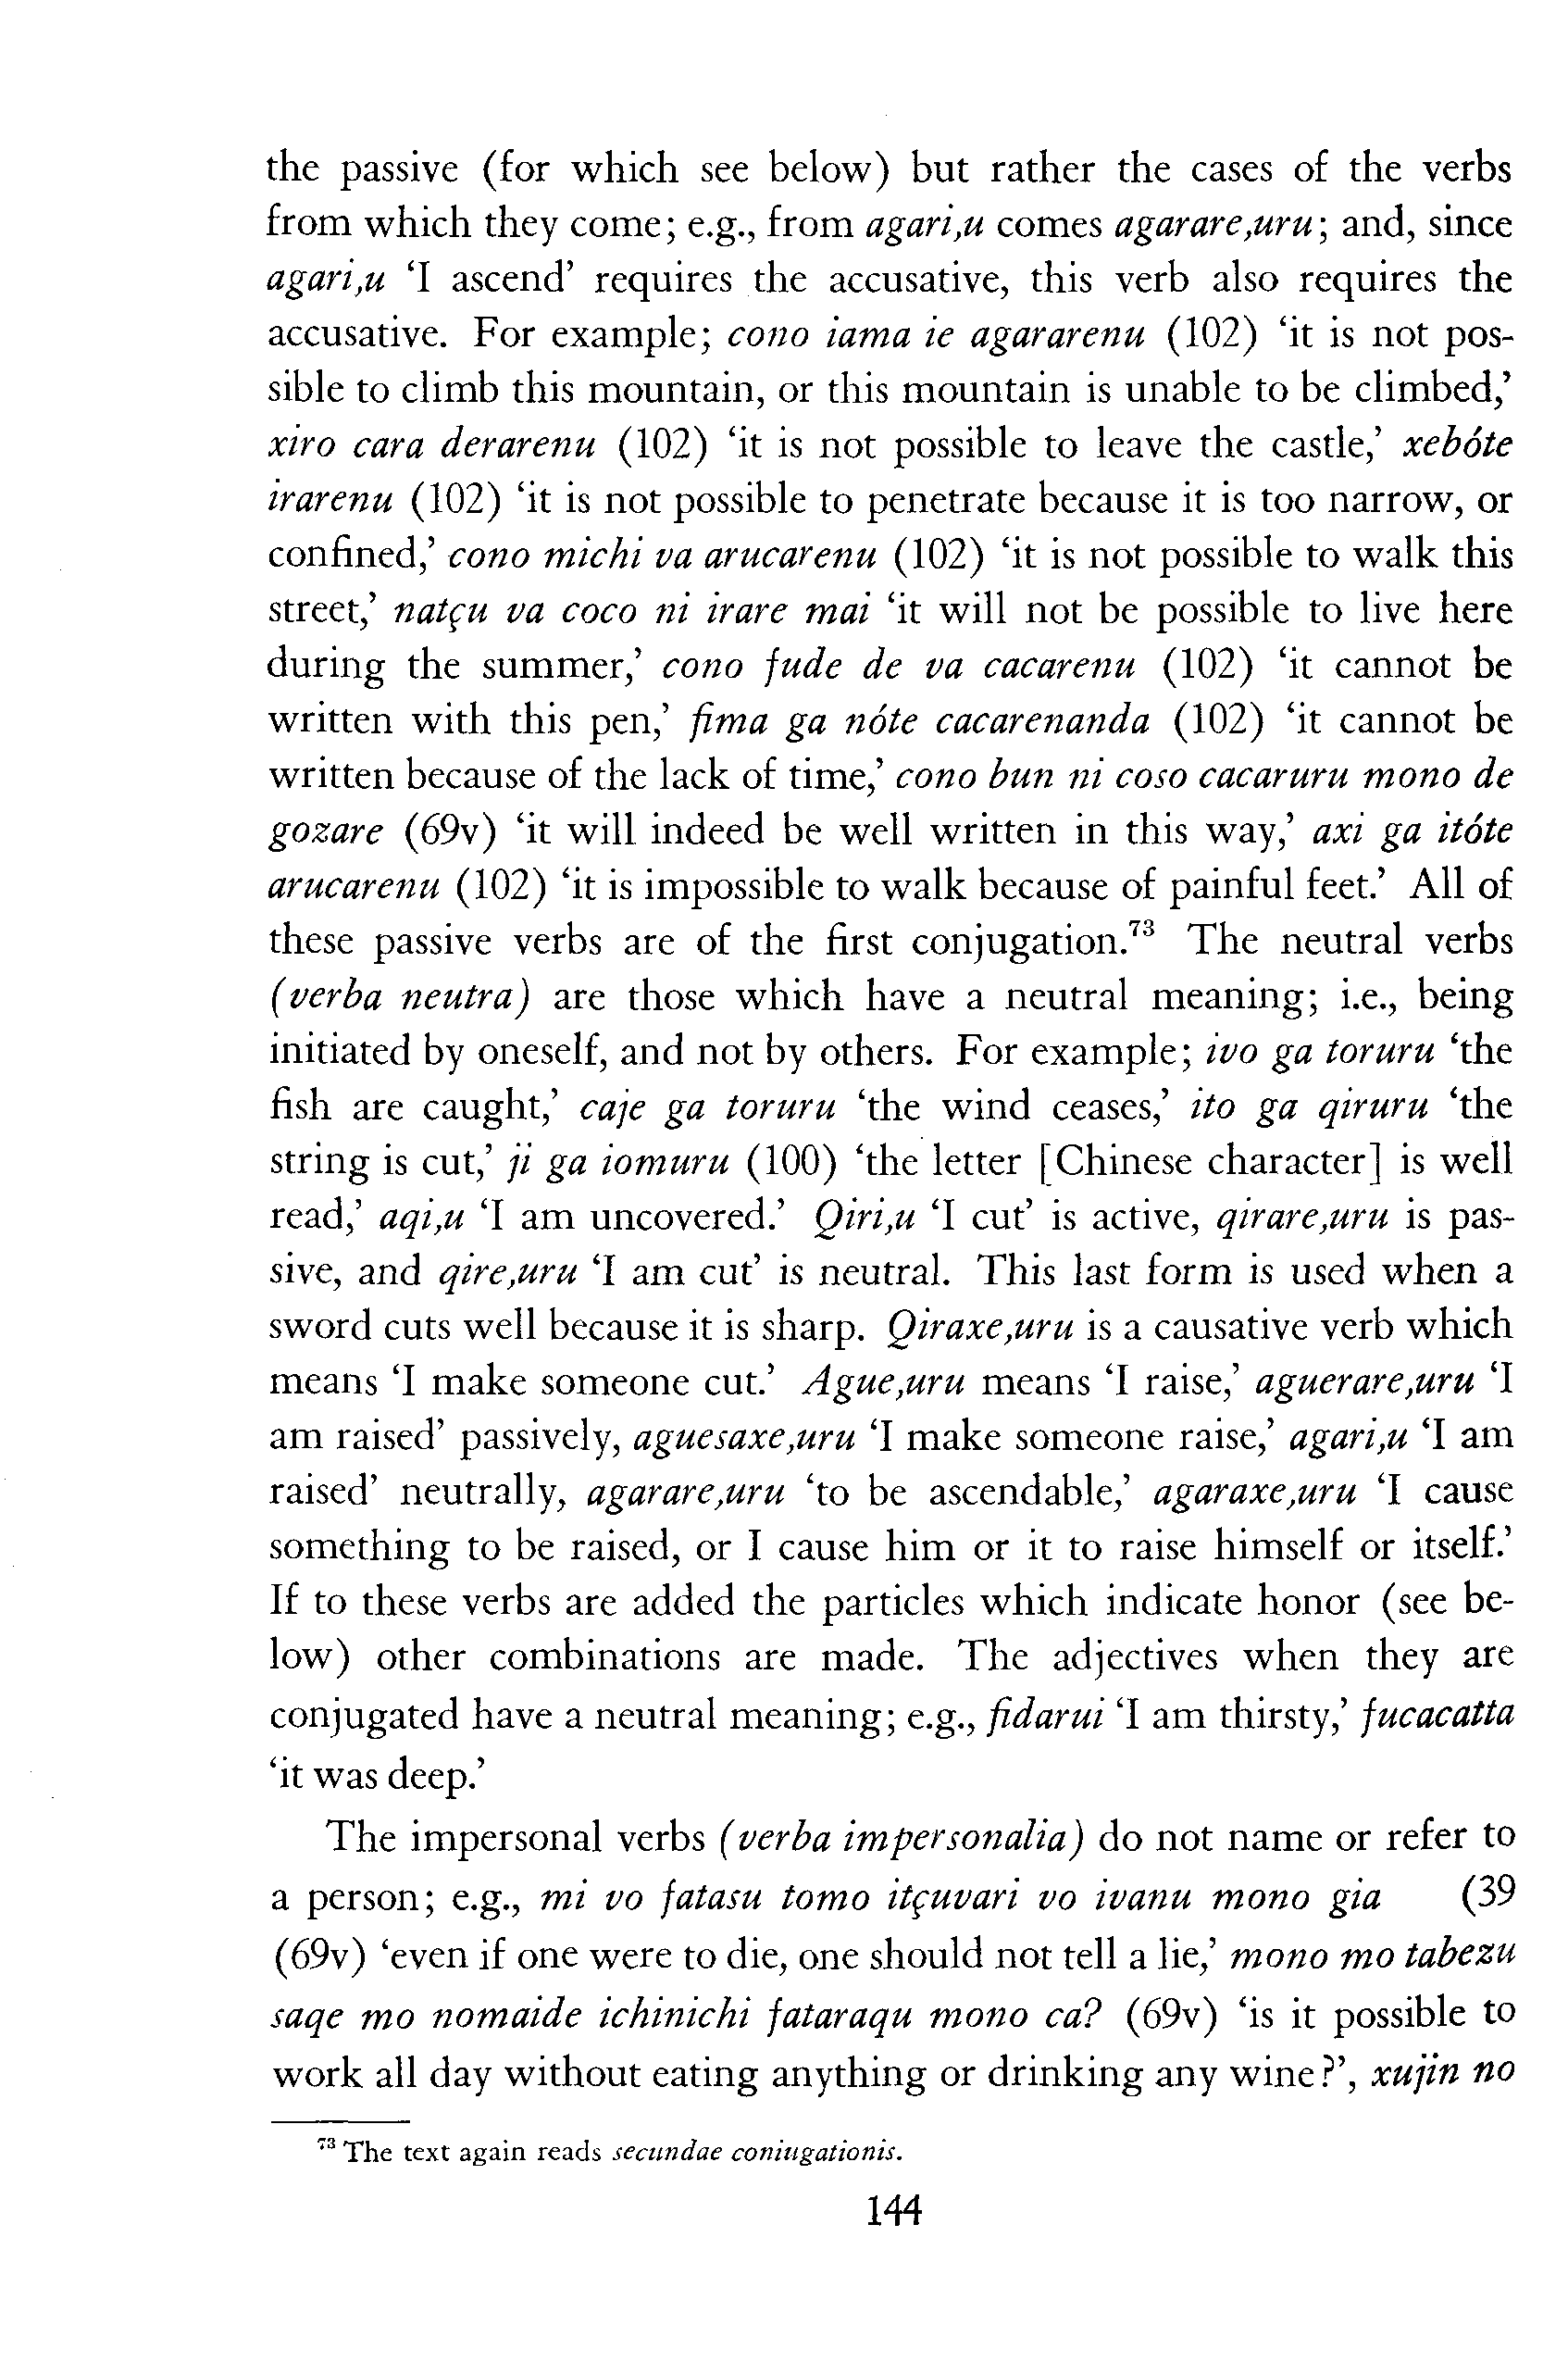 the passive (for which see below) but rather the cases of the verbs
from which they come; e.g., from agari,u comes agarare,uru; and, since
agari,u ‘I ascend’ requires the accusative, this verb also requires the
accusative. For example; cono iama ie agararenu (102) ‘it is not pos-
sible to climb this mountain, or this mountain is unable to be climbed,’
xiro cara derarenu (102) ‘it is not possible to leave the castle,’ xebóte
irarenu (102) ‘it is not possible to penetrate because it is too narrow, or
confined,’ cono michi va arucarenu (102) ‘it is not possible to walk this
street,’ natçu va coco ni irare mai ‘it will not be possible to live here
during the summer,’ cono fude de va cacarenu (102) ‘it cannot be
written with this pen,’ fima ga nóte cacarenanda (102) ‘it cannot be
written because of the lack of time,’ cono bun ni coso cacaruru mono de
gozare (69v) ‘it will indeed be well written in this way,’ axi ga itóte
arucarenu (102) ‘it is impossible to walk because of painful feet.’ All of
these passive verbs are of the first conjugation.⁷³ The neutral verbs
(verba neutra) are those which have a neutral meaning; i.e., being
initiated by oneself, and not by others. For example; ivo ga toruru ‘the
fish are caught,’ caje ga toruru ‘the wind ceases,’ ito ga qiruru ‘the
string is cut,’ ji ga iomuru (100) ‘the letter [Chinese character] is well
read,’ aqi,u ‘I am uncovered.’ Qiri,u ‘I cut’ is active, qirare,uru is pas-
sive, and qire,uru ‘I am cut’ is neutral. This last form is used when a
sword cuts well because it is sharp. Qiraxe,uru is a causative verb which
means ‘I make someone cut.’ Ague,uru means ‘I raise,’ aguerare,uru ‘I
am raised’ passively, aguesaxe,uru ‘I make someone raise,’ agari,u ‘I am
raised’ neutrally, agarare,uru ‘to be ascendable,’ agaraxe,uru ‘I cause
something to be raised, or I cause him or it to raise himself or itself.’
If to these verbs are added the particles which indicate honor (see be-
low) other combinations are made. The adjectives when they are
conjugated have a neutral meaning; e.g., fidarui ‘I am thirsty,’ fucacatta
‘it was deep.’
The impersonal verbs (verba impersonalia) do not name or refer to
a person; e.g., mi vo fatasu tomo itçuvari vo ivanu mono gia (39
(69v) ‘even if one were to die, one should not tell a lie,’ mono mo tabezu
saqe mo nomaide ichinichi fataraqu mono ca? (69v) ‘is it possible to
work all day without eating anything or drinking any wine?’, xujin no
⁷³ The text again reads secundae coniugationis.
144